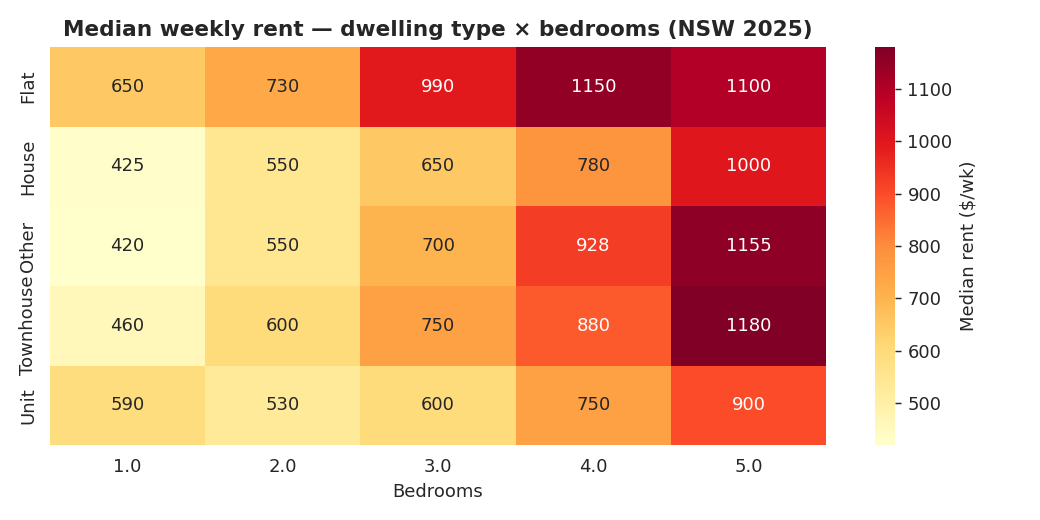 Median weekly rent — dwelling type × bedrooms (NSW 2025)
Flat 650 730 990 1150 1100
House 425 550 650 780 1000
Other 420 550 700 928 1155
Townhouse 460 600 750 880 1180
Unit 590 530 600 750 900
1.0 2.0 3.0 4.0 5.0
Bedrooms
1100
1000
900
800
700
600
500
Median rent ($/wk)